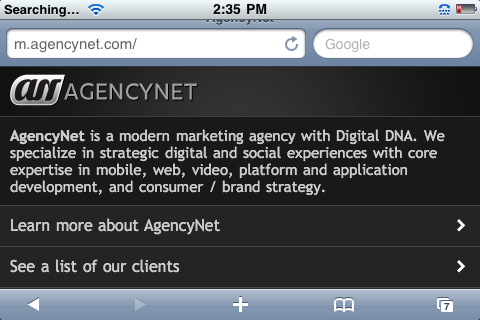 Searching... 2:35 PM
AgencyNet
m.agencynet.com/ Google
an AGENCYNET
AgencyNet is a modern marketing agency with Digital DNA. We
specialize in strategic digital and social experiences with core
expertise in mobile, web, video, platform and application
development, and consumer / brand strategy.
Learn more about AgencyNet
See a list of our clients
7